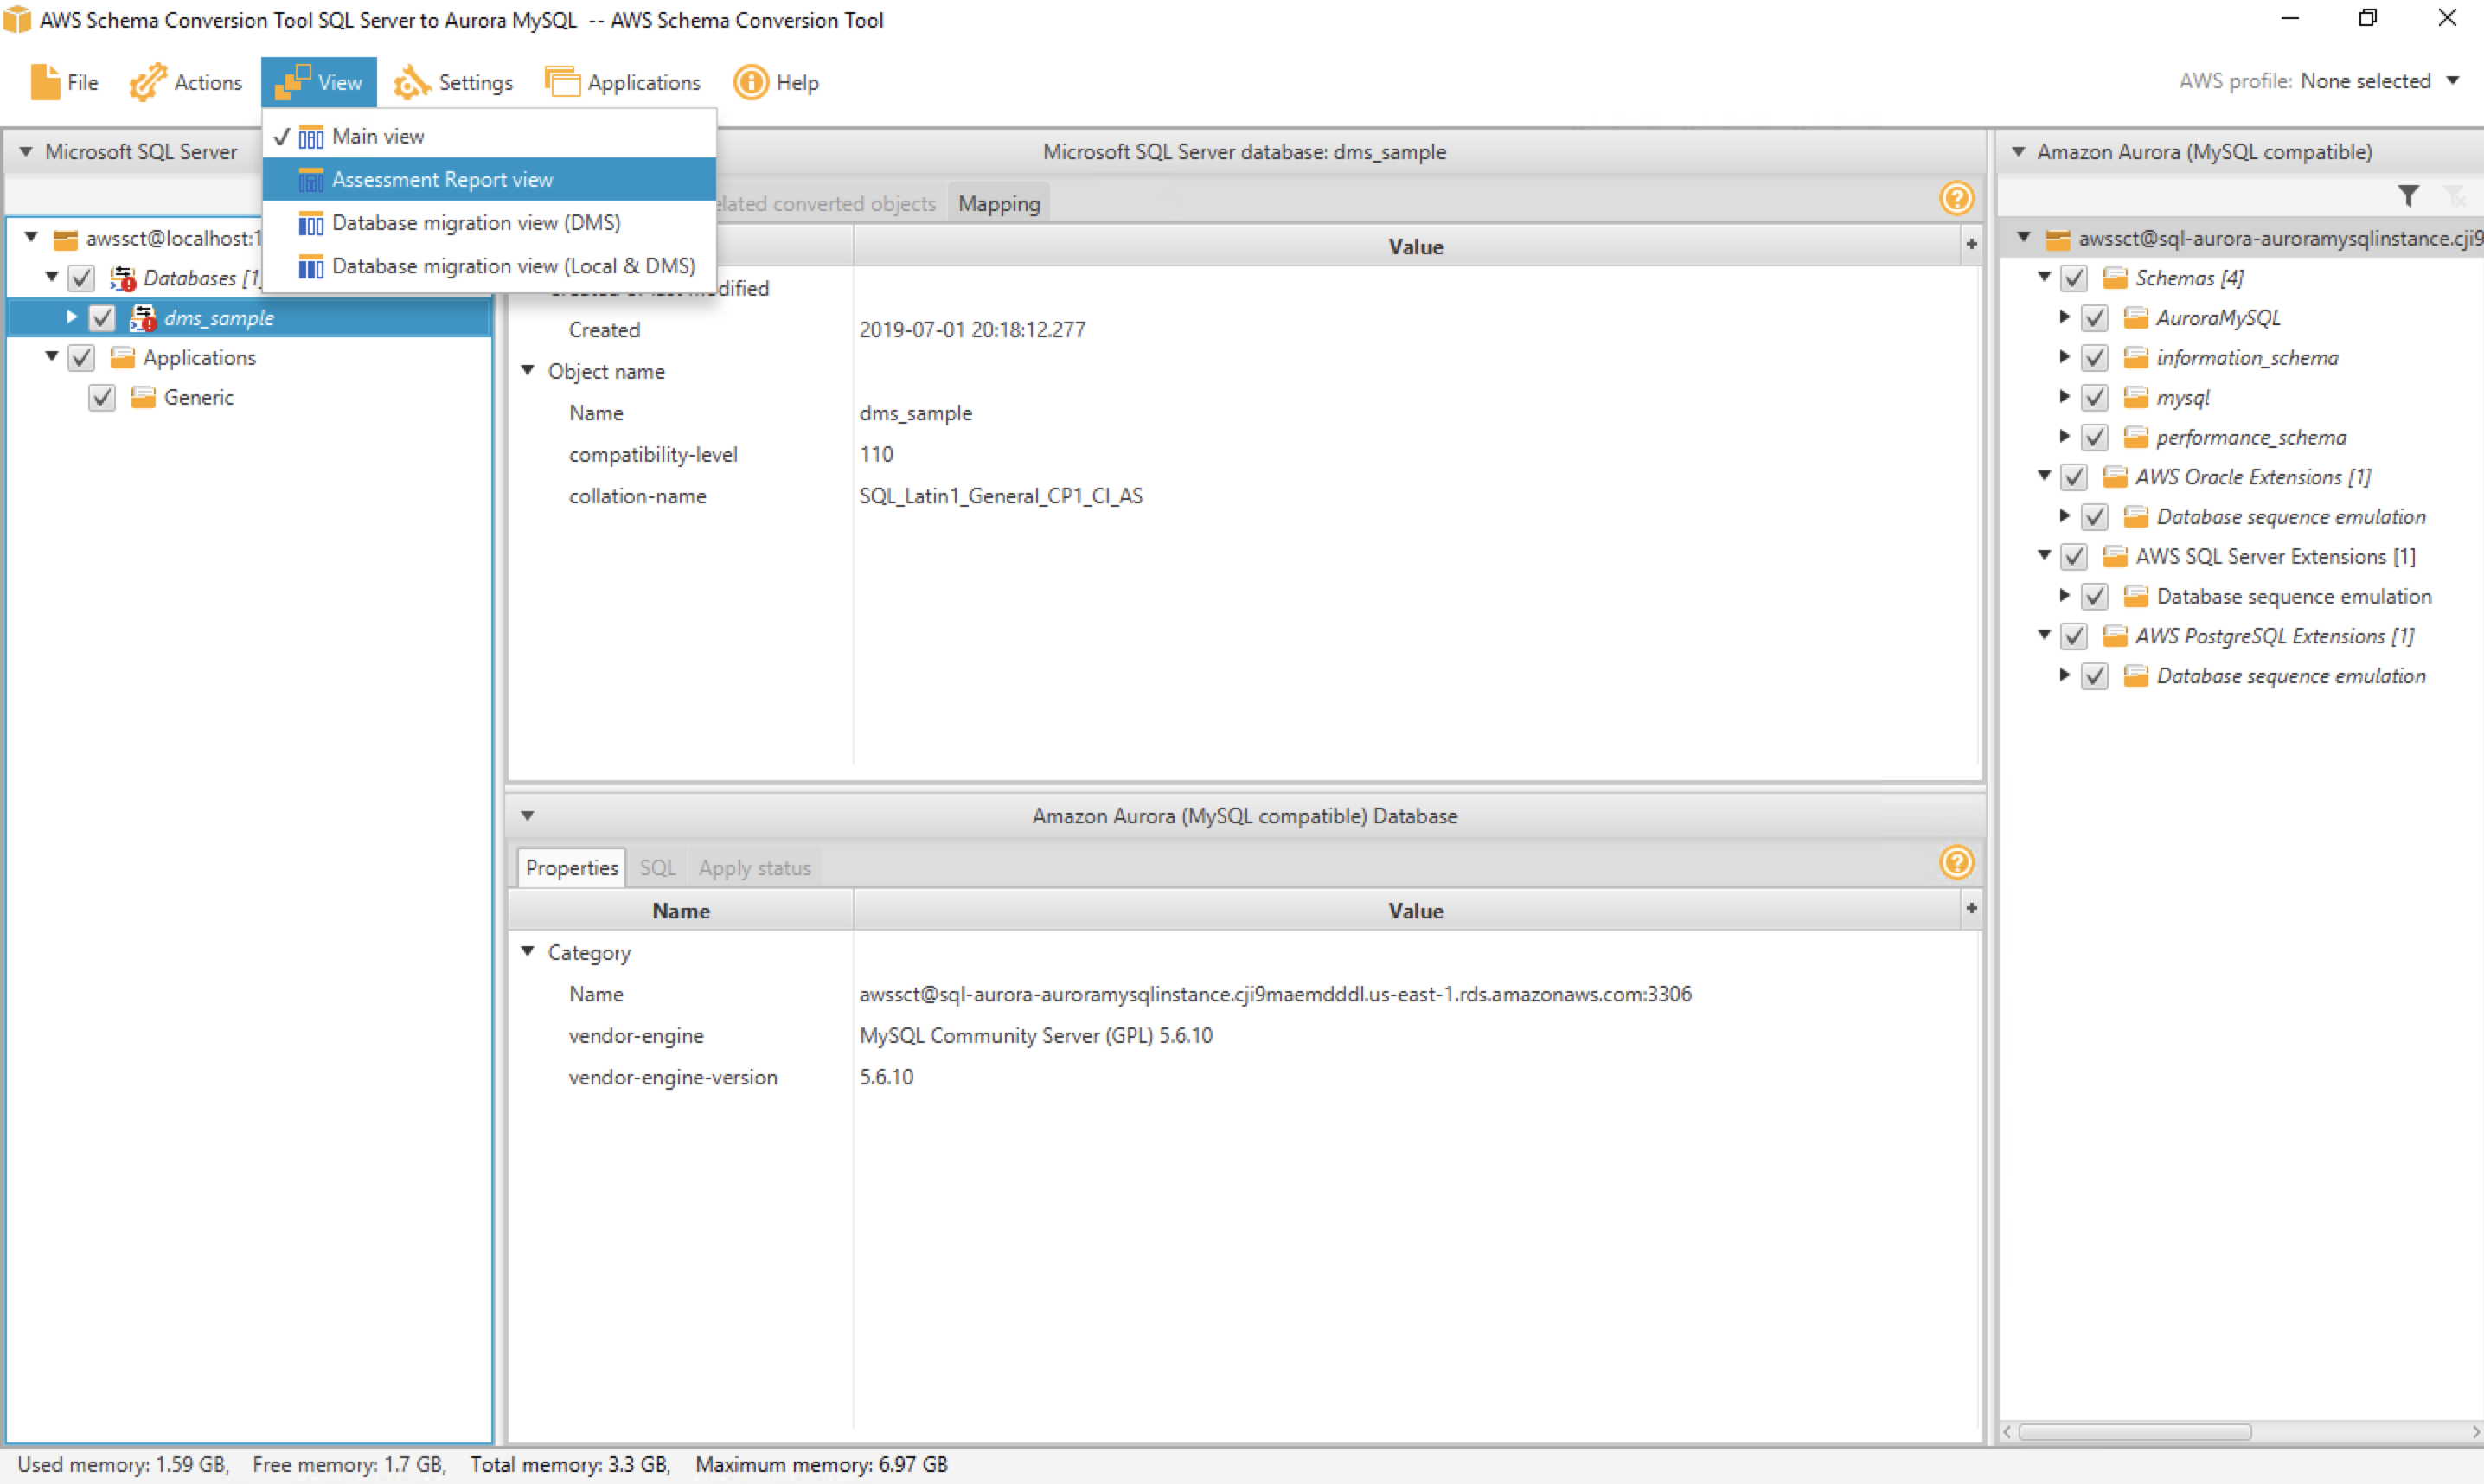 AWS Schema Conversion Tool SQL Server to Aurora MySQL -- AWS Schema Conversion Tool
File Actions View Settings Applications Help
AWS profile: None selected
Main view
Assessment Report view
Database migration view (DMS)
Database migration view (Local & DMS)
Microsoft SQL Server
awssct@localhost:1
Databases [1]
dms_sample
Applications
Generic
Microsoft SQL Server database: dms_sample
related converted objects Mapping
Value
Created
2019-07-01 20:18:12.277
Object name
Name
dms_sample
compatibility-level
110
collation-name
SQL_Latin1_General_CP1_CI_AS
Amazon Aurora (MySQL compatible) Database
Properties SQL Apply status
Name Value
Category
Name
awssct@sql-aurora-auroramysqlinstance.cji9maemdddl.us-east-1.rds.amazonaws.com:3306
vendor-engine
MySQL Community Server (GPL) 5.6.10
vendor-engine-version
5.6.10
Amazon Aurora (MySQL compatible)
awssct@sql-aurora-auroramysqlinstance.cji9
Schemas [4]
AuroraMySQL
information_schema
mysql
performance_schema
AWS Oracle Extensions [1]
Database sequence emulation
AWS SQL Server Extensions [1]
Database sequence emulation
AWS PostgreSQL Extensions [1]
Database sequence emulation
Used memory: 1.59 GB, Free memory: 1.7 GB, Total memory: 3.3 GB, Maximum memory: 6.97 GB